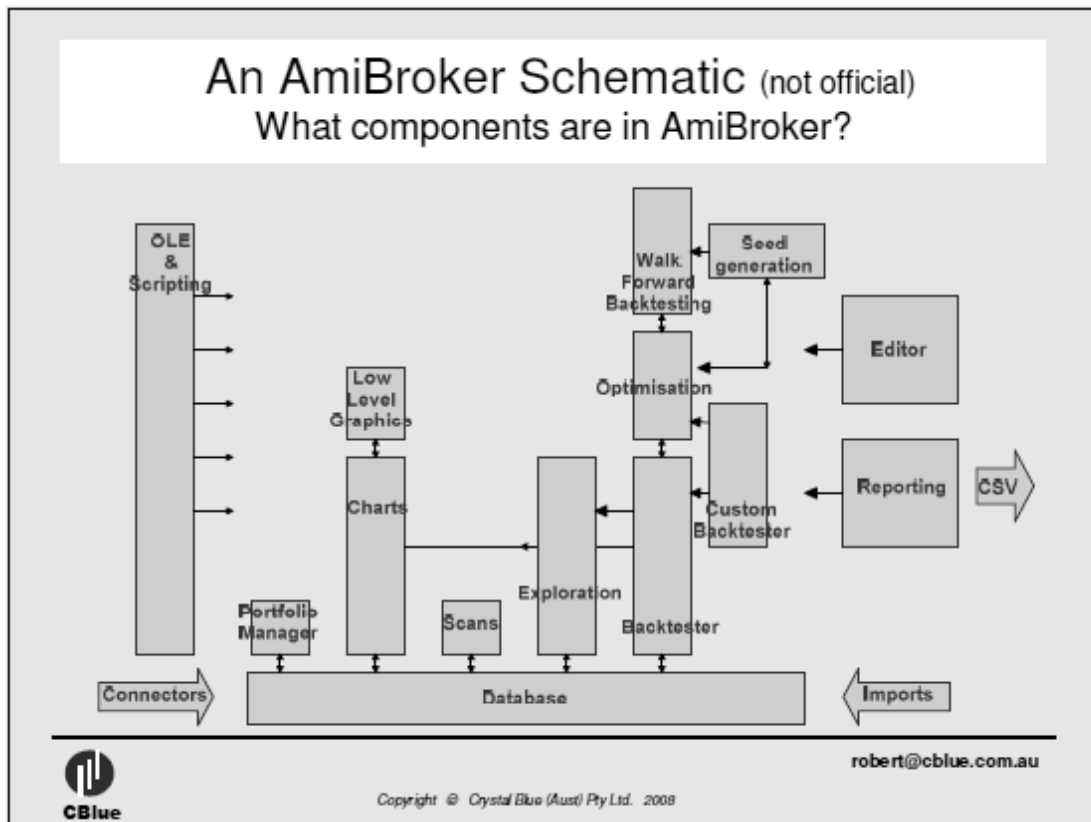 An AmiBroker Schematic (not official)
What components are in AmiBroker?
OLE
&
Scripting
Walk
Forward
Backtesting
Seed
generation
Editor
Low
Level
Graphics
Optimisation
Charts
Custom
Backtester
Reporting
CSV
Portfolio
Manager
Scans
Exploration
Backtester
Connectors
Database
Imports
CBlue
robert@cblue.com.au
Copyright © Crystal Blue (Aust) Pty Ltd. 2008